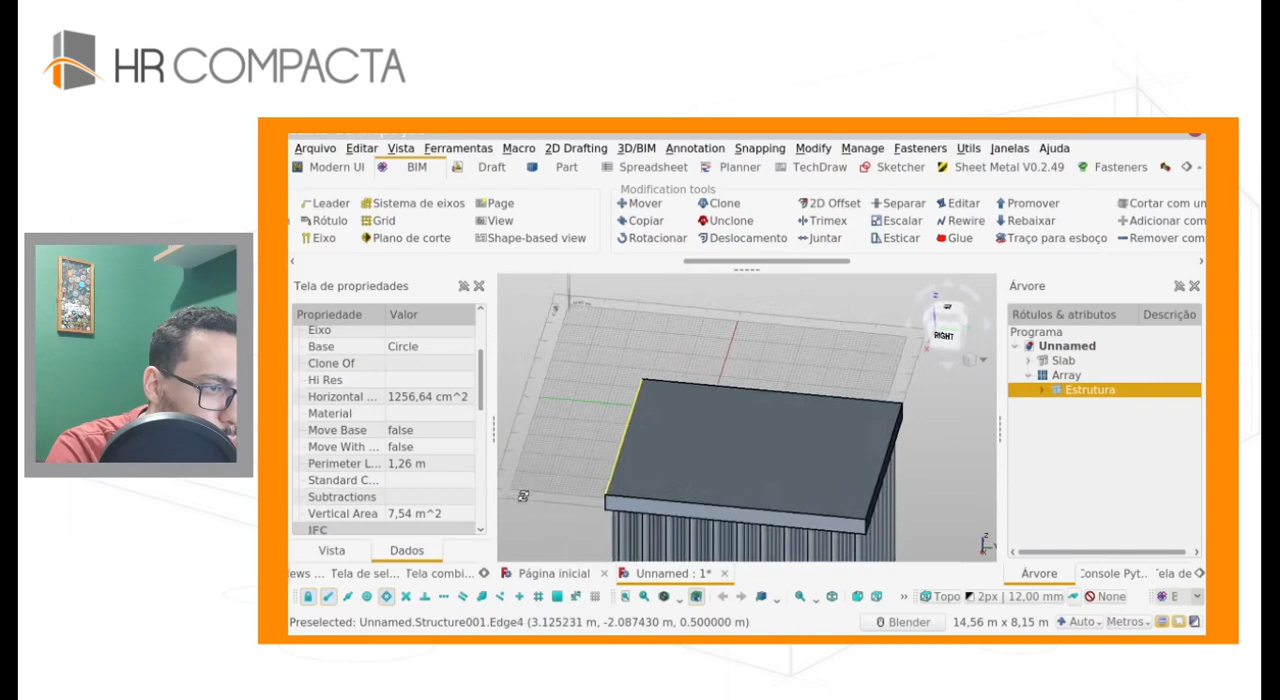 HR COMPACTA
Arquivo Editar Vista Ferramentas Macro 2D Drafting 3D/BIM Annotation Snapping Modify Manage Fasteners Utils Janelas Ajuda
Modern UI BIM Draft Part Spreadsheet Planner TechDraw Sketcher Sheet Metal V0.2.49 Fasteners
Modification tools
Leader Sistema de eixos Page Mover Clone 2D Offset Separar Editar Promover Cortar com un
Rótulo Grid View Copiar Unclone Trimex Escalar Rewire Rebaixar Adicionar com
Eixo Plano de corte Shape-based view Rotacionar Deslocamento Juntar Esticar Glue Traço para esboço Remover com
Tela de propriedades
Propriedade Valor
Eixo
Base Circle
Clone Of
Hi Res
Horizontal ... 1256,64 cm^2
Material
Move Base false
Move With ... false
Perimeter L... 1,26 m
Standard C...
Subtractions
Vertical Area 7,54 m^2
IFC
Vista Dados
RIGHT
Árvore
Rótulos & atributos Descrição
Programa
Unnamed
Slab
Array
Estrutura
iews ... Tela de sel... Tela combi... Página inicial Unnamed : 1* Árvore Console Pyt.. Tela de
Topo 2px | 12,00 mm None E
Preselected: Unnamed.Structure001.Edge4 (3.125231 m, -2.087430 m, 0.500000 m) Blender 14,56 m x 8,15 m Auto Metros